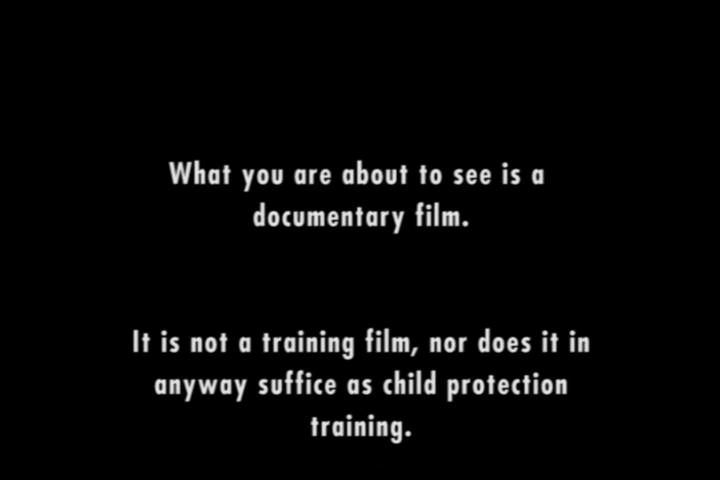 What you are about to see is a
documentary film.
It is not a training film, nor does it in
anyway suffice as child protection
training.